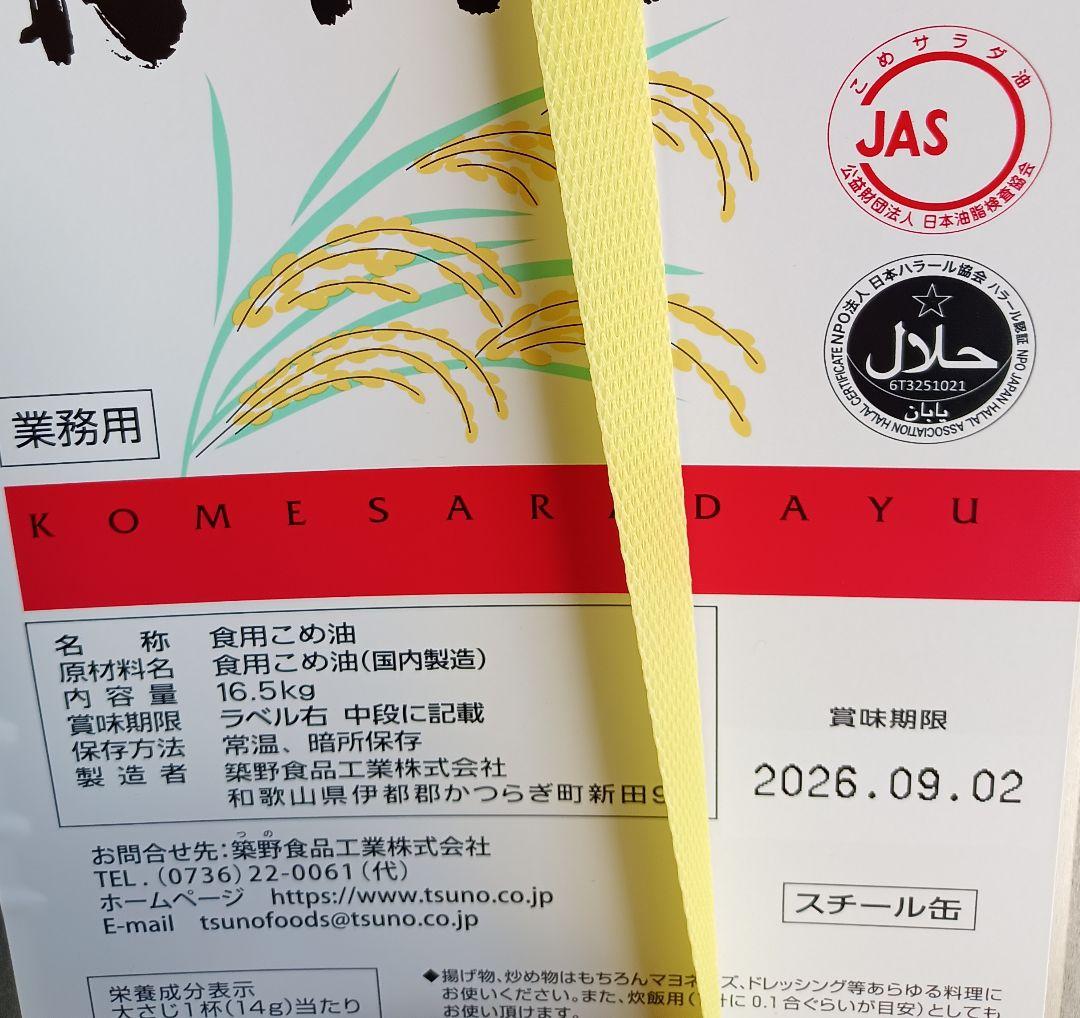 こめサラダ油
JAS
公益財団法人 日本油脂検査協会
NPO法人 日本ハラール協会 ハラール認証 NPO JAPAN HALAL ASSOCIATION HALAL CERTIFICATE
حلال
6T3251021
يابان
業務用
KOMESARADAYU
名称 食用こめ油
原材料名 食用こめ油(国内製造)
内容量 16.5kg
賞味期限 ラベル右 中段に記載
保存方法 常温、暗所保存
製造者 築野食品工業株式会社
和歌山県伊都郡かつらぎ町新田9
賞味期限
2026.09.02
つの
お問合せ先:築野食品工業株式会社
TEL.(0736)22-0061(代)
ホームページ https://www.tsuno.co.jp
E-mail tsunofoods@tsuno.co.jp
スチール缶
栄養成分表示
大さじ1杯(14g)当たり
◆揚げ物、炒め物はもちろんマヨネ ズ、ドレッシング等あらゆる料理に
お使いください。また、炊飯用( 汁に0.1合ぐらいが目安)としても
お使い頂けます。